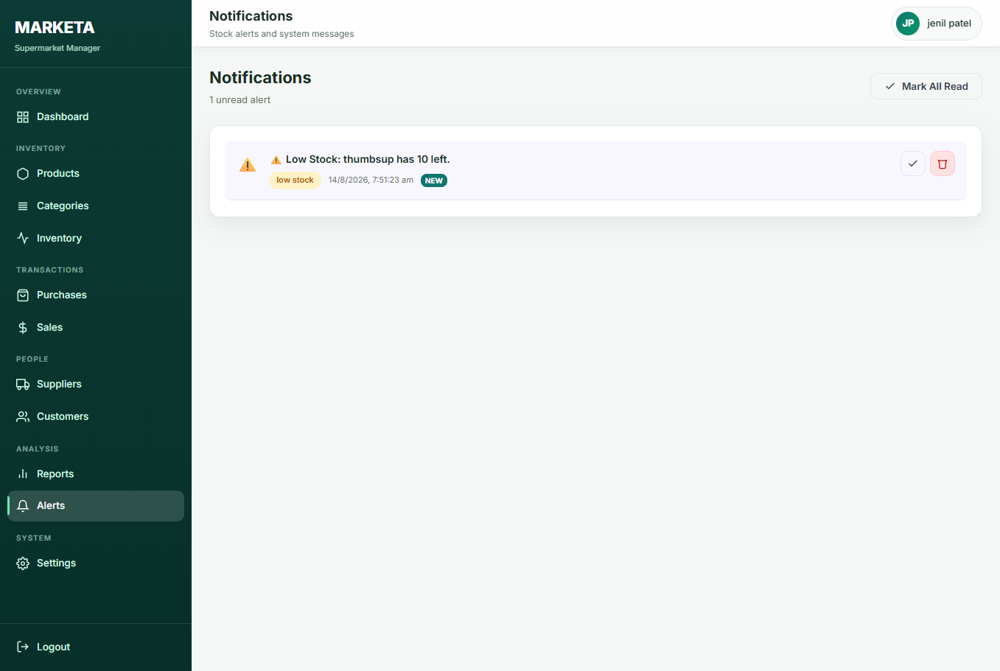 MARKETA
Supermarket Manager
OVERVIEW
Dashboard
INVENTORY
Products
Categories
Inventory
TRANSACTIONS
Purchases
Sales
PEOPLE
Suppliers
Customers
ANALYSIS
Reports
Alerts
SYSTEM
Settings
Logout
Notifications
Stock alerts and system messages
JP jenil patel
Notifications
1 unread alert
Mark All Read
Low Stock: thumbsup has 10 left.
low stock 14/8/2026, 7:51:23 am NEW